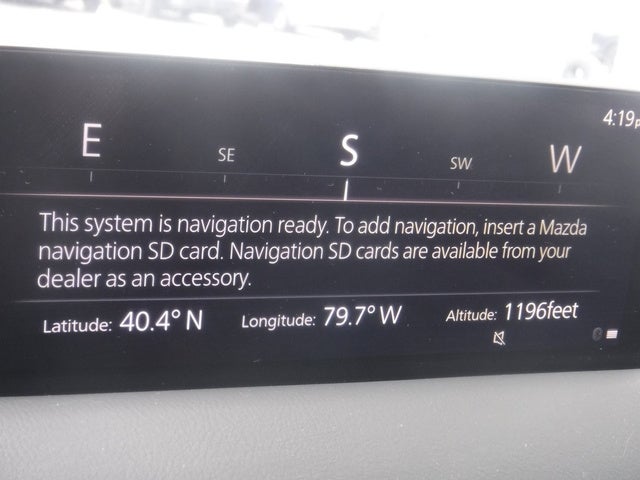 4:19
E SE S SW W
This system is navigation ready. To add navigation, insert a Mazda
navigation SD card. Navigation SD cards are available from your
dealer as an accessory.
Latitude: 40.4° N Longitude: 79.7° W Altitude: 1196feet